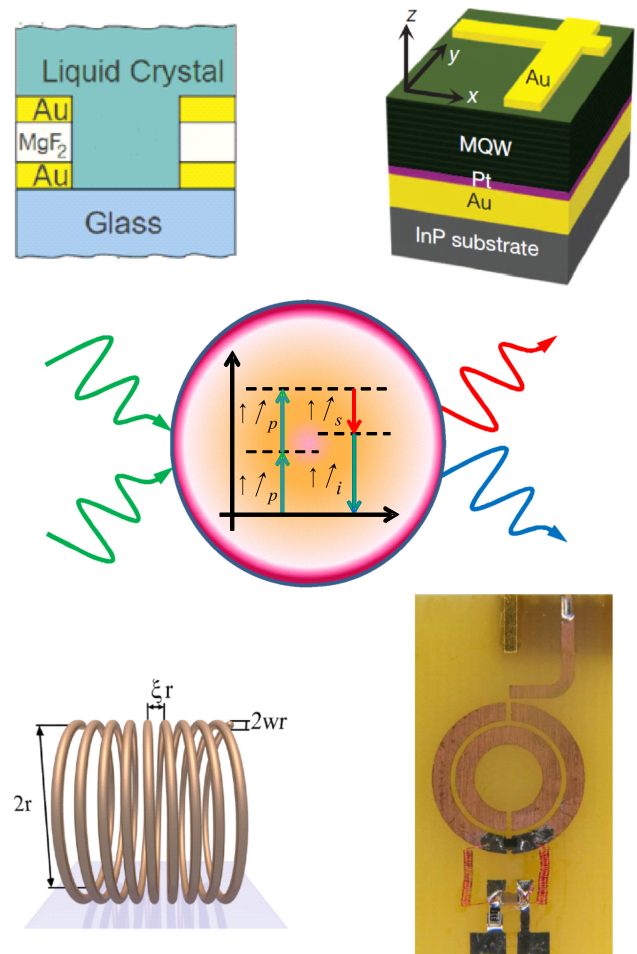 Liquid Crystal
Au
MgF₂
Au
Glass
z
y
x
Au
MQW
Pt
Au
InP substrate
↑↗p ↑↗s
↑↗p ↑↗i
ξr
2wr
2r